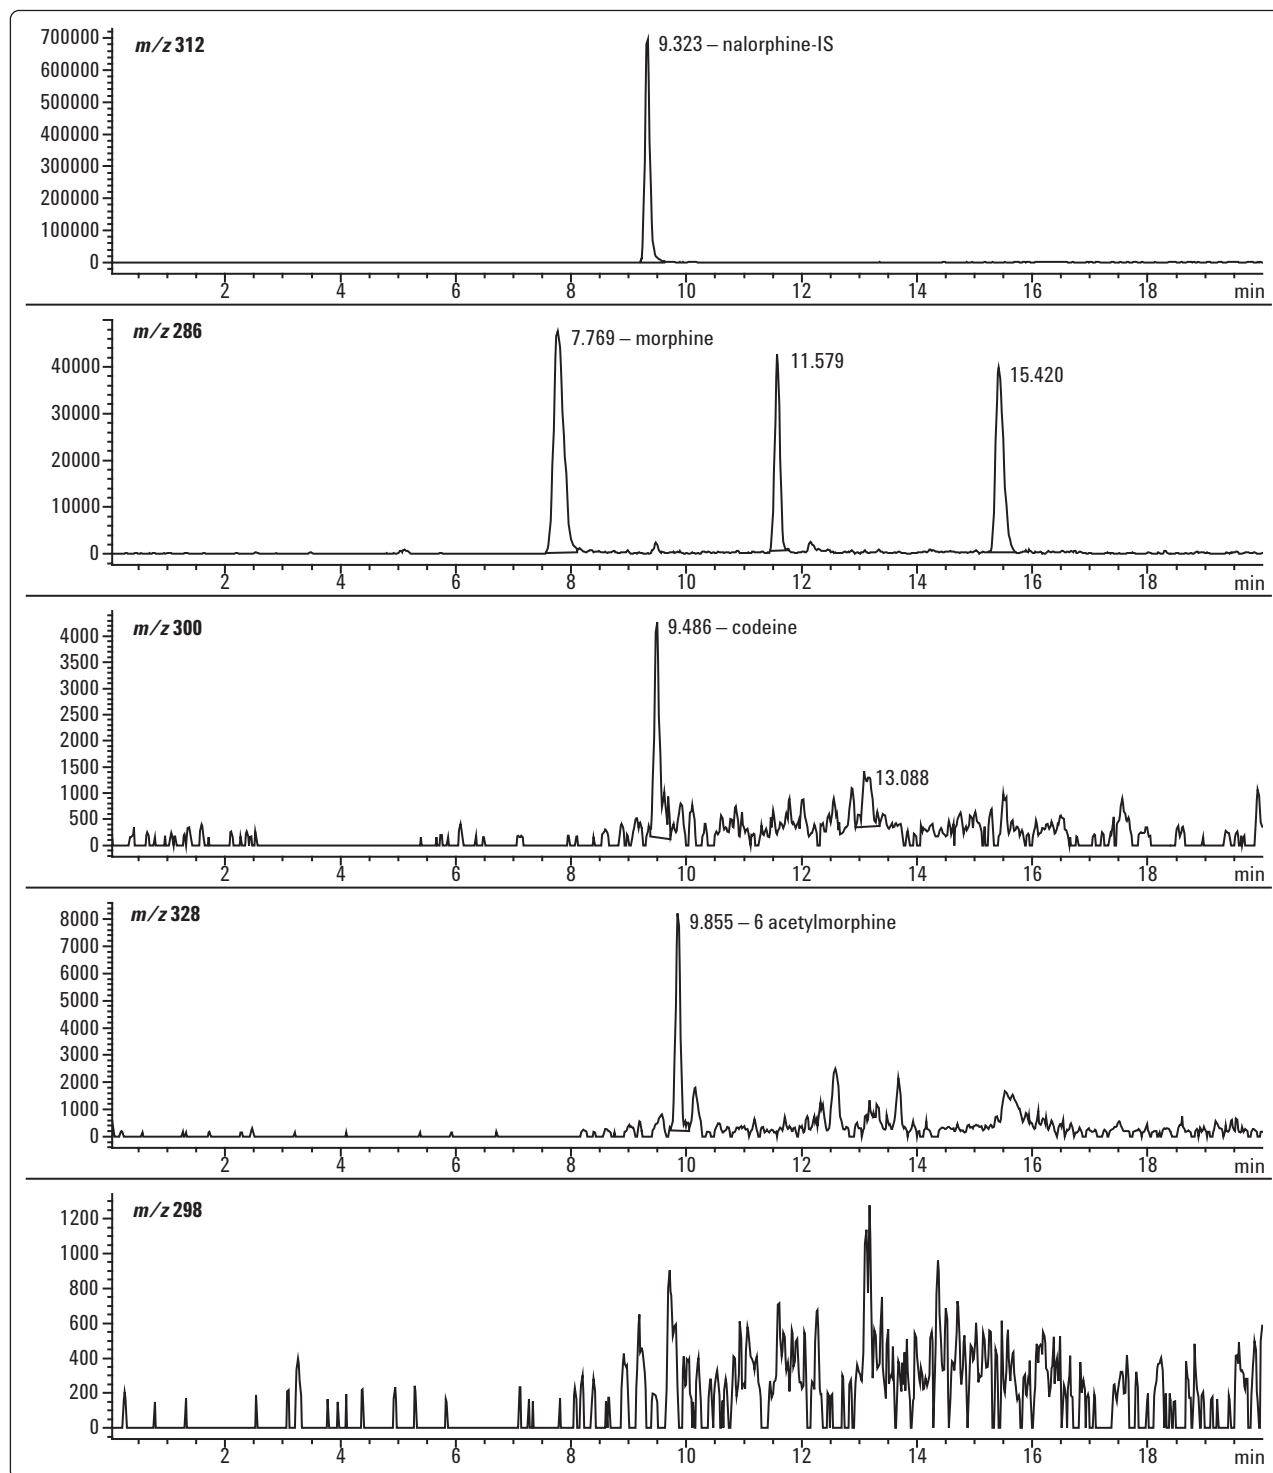 m/z 312
9.323 – nalorphine-IS
700000
600000
500000
400000
300000
200000
100000
0
2 4 6 8 10 12 14 16 18 min
m/z 286
7.769 – morphine
11.579
15.420
40000
30000
20000
10000
0
2 4 6 8 10 12 14 16 18 min
m/z 300
9.486 – codeine
13.088
4000
3500
3000
2500
2000
1500
1000
500
0
2 4 6 8 10 12 14 16 18 min
m/z 328
9.855 – 6 acetylmorphine
8000
7000
6000
5000
4000
3000
2000
1000
0
2 4 6 8 10 12 14 16 18 min
m/z 298
1200
1000
800
600
400
200
0
2 4 6 8 10 12 14 16 18 min